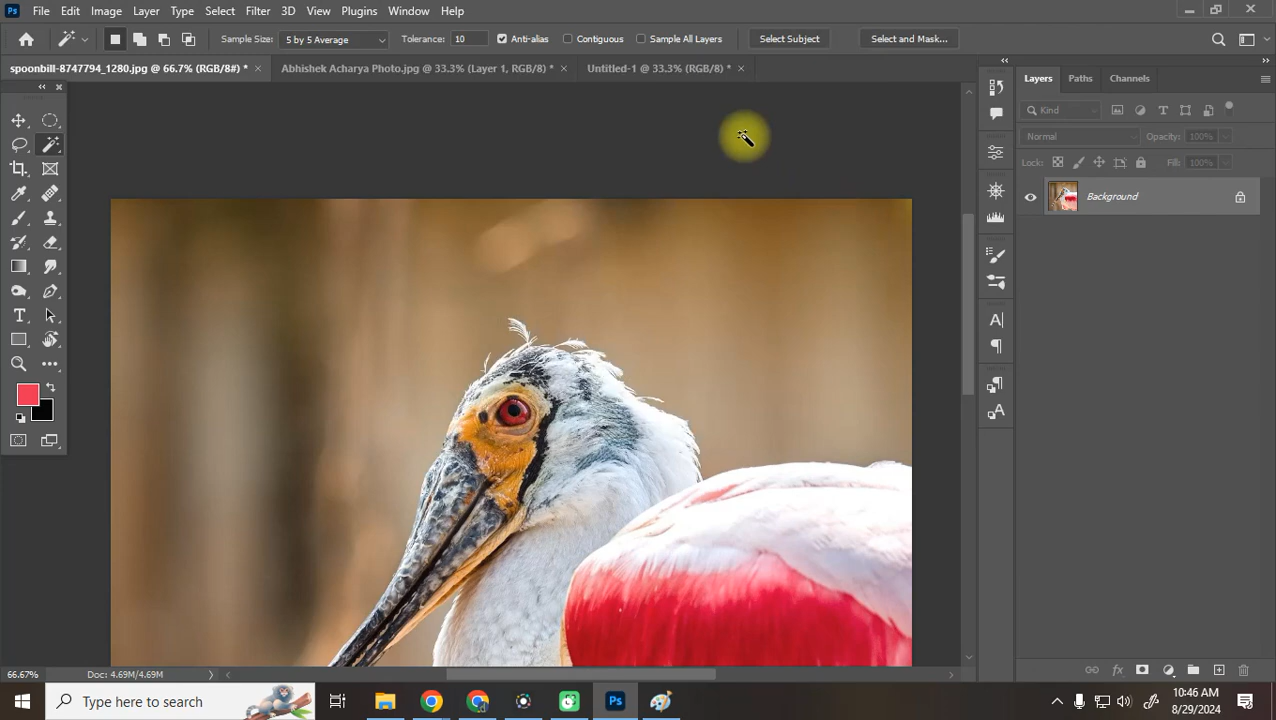 Ps File Edit Image Layer Type Select Filter 3D View Plugins Window Help
Sample Size: 5 by 5 Average Tolerance: 10 Anti-alias Contiguous Sample All Layers Select Subject Select and Mask...
spoonbill-8747794_1280.jpg @ 66.7% (RGB/8#) * × Abhishek Acharya Photo.jpg @ 33.3% (Layer 1, RGB/8) * × Untitled-1 @ 33.3% (RGB/8) * ×
Layers Paths Channels
Kind
Normal Opacity: 100%
Lock: Fill: 100%
Background
66.67% Doc: 4.69M/4.69M
Type here to search
Ps
10:46 AM
8/29/2024